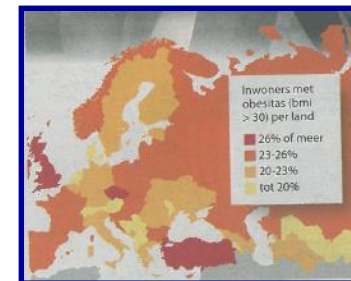 Inwoners met
obesitas (bmi
> 30) per land
26% of meer
23-26%
20-23%
tot 20%